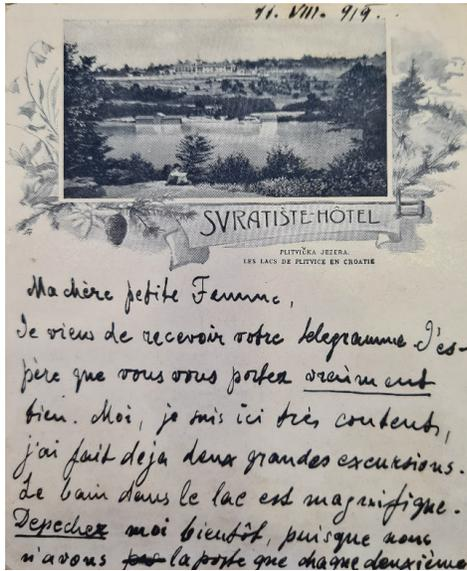 11. VIII. 919.
SVRATIŠTE-HÔTEL
PLITVIČKA JEZERA.
LES LACS DE PLITVICE EN CROATIE
Ma chère petite Femme,
Je viens de recevoir votre telegramme J'es-
père que vous vous portez vraiment
bien. Moi, je suis ici très contente,
j'ai fait deja deux grandes excursions.
Le bain dans le lac est magnifique.
Depechez moi bientôt, puisque nous
n'avons pas la poste que chaque deuxième